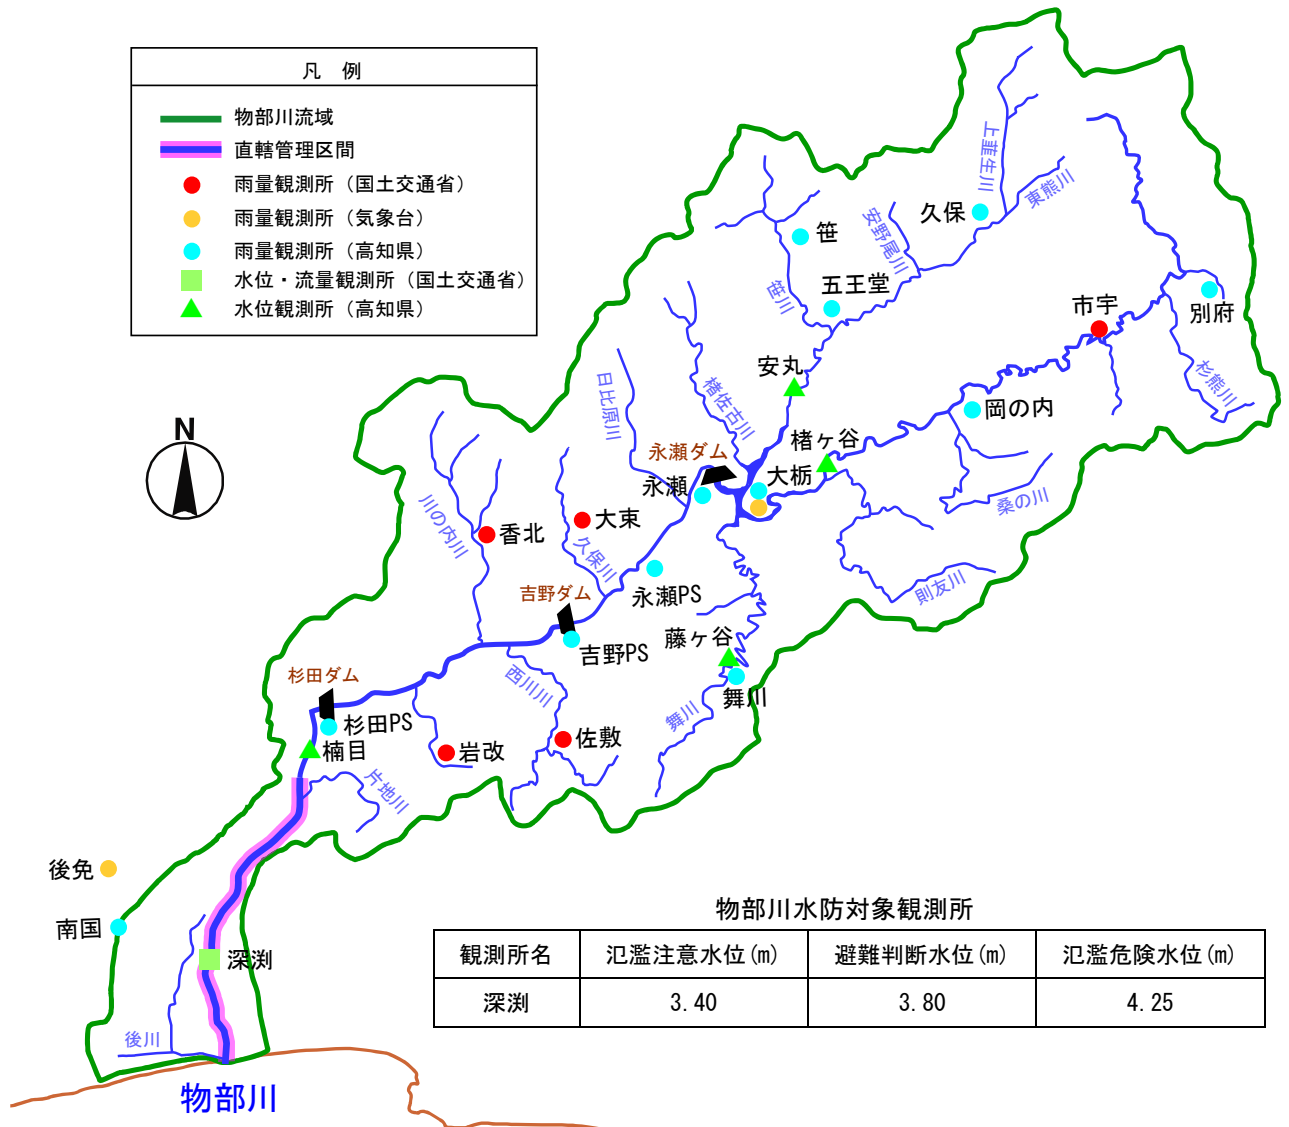 凡 例
物部川流域
直轄管理区間
雨量観測所（国土交通省）
雨量観測所（気象台）
雨量観測所（高知県）
水位・流量観測所（国土交通省）
水位観測所（高知県）
N
上韮生川
東熊川
久保
安野尾川
笹
笹川
五王堂
市宇
別府
杉熊川
安丸
楮佐古川
日比原川
岡の内
楮ヶ谷
永瀬ダム
大栃
永瀬
桑の川
川の内川
香北
大束
久保川
則友川
吉野ダム
永瀬PS
藤ヶ谷
吉野PS
舞川
舞川
西川川
杉田ダム
杉田PS
楠目
岩改
佐敷
片地川
後免
南国
深渕
後川
物部川
物部川水防対象観測所
観測所名 氾濫注意水位(m) 避難判断水位(m) 氾濫危険水位(m)
深渕 3.40 3.80 4.25